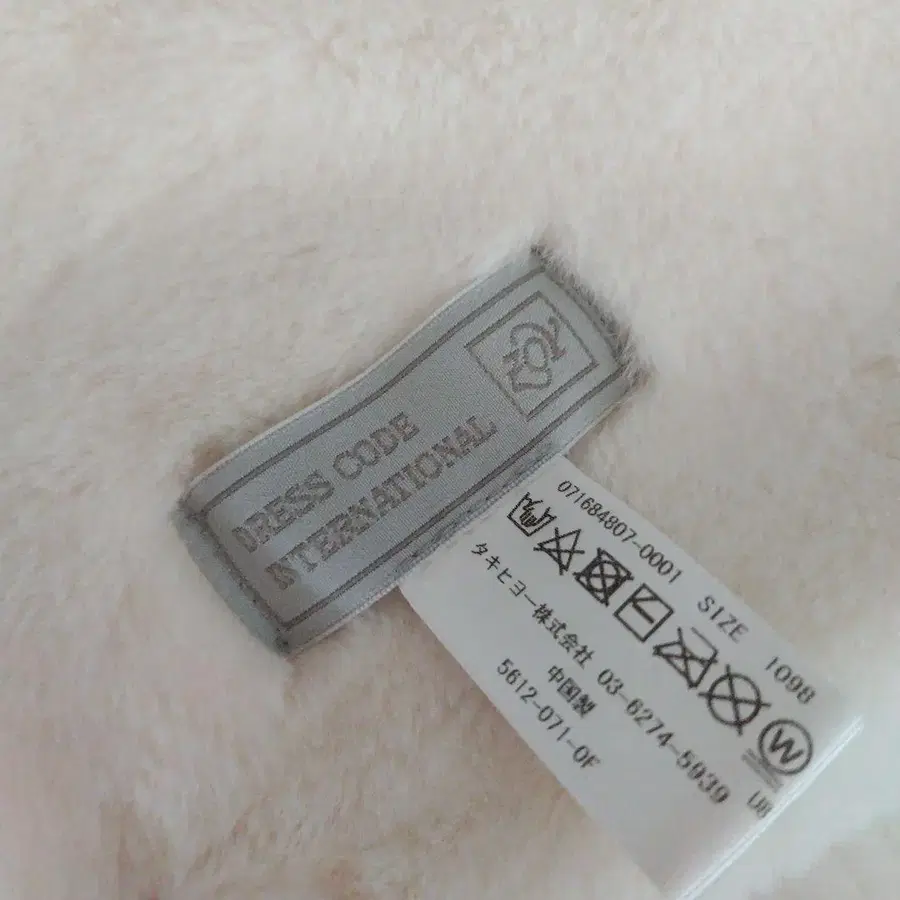 DRESS CODE
INTERNATIONAL
071684807-0001 SIZE 1098
W
タキヒヨー株式会社 03-6274-5939
中国製
5612-071-0F